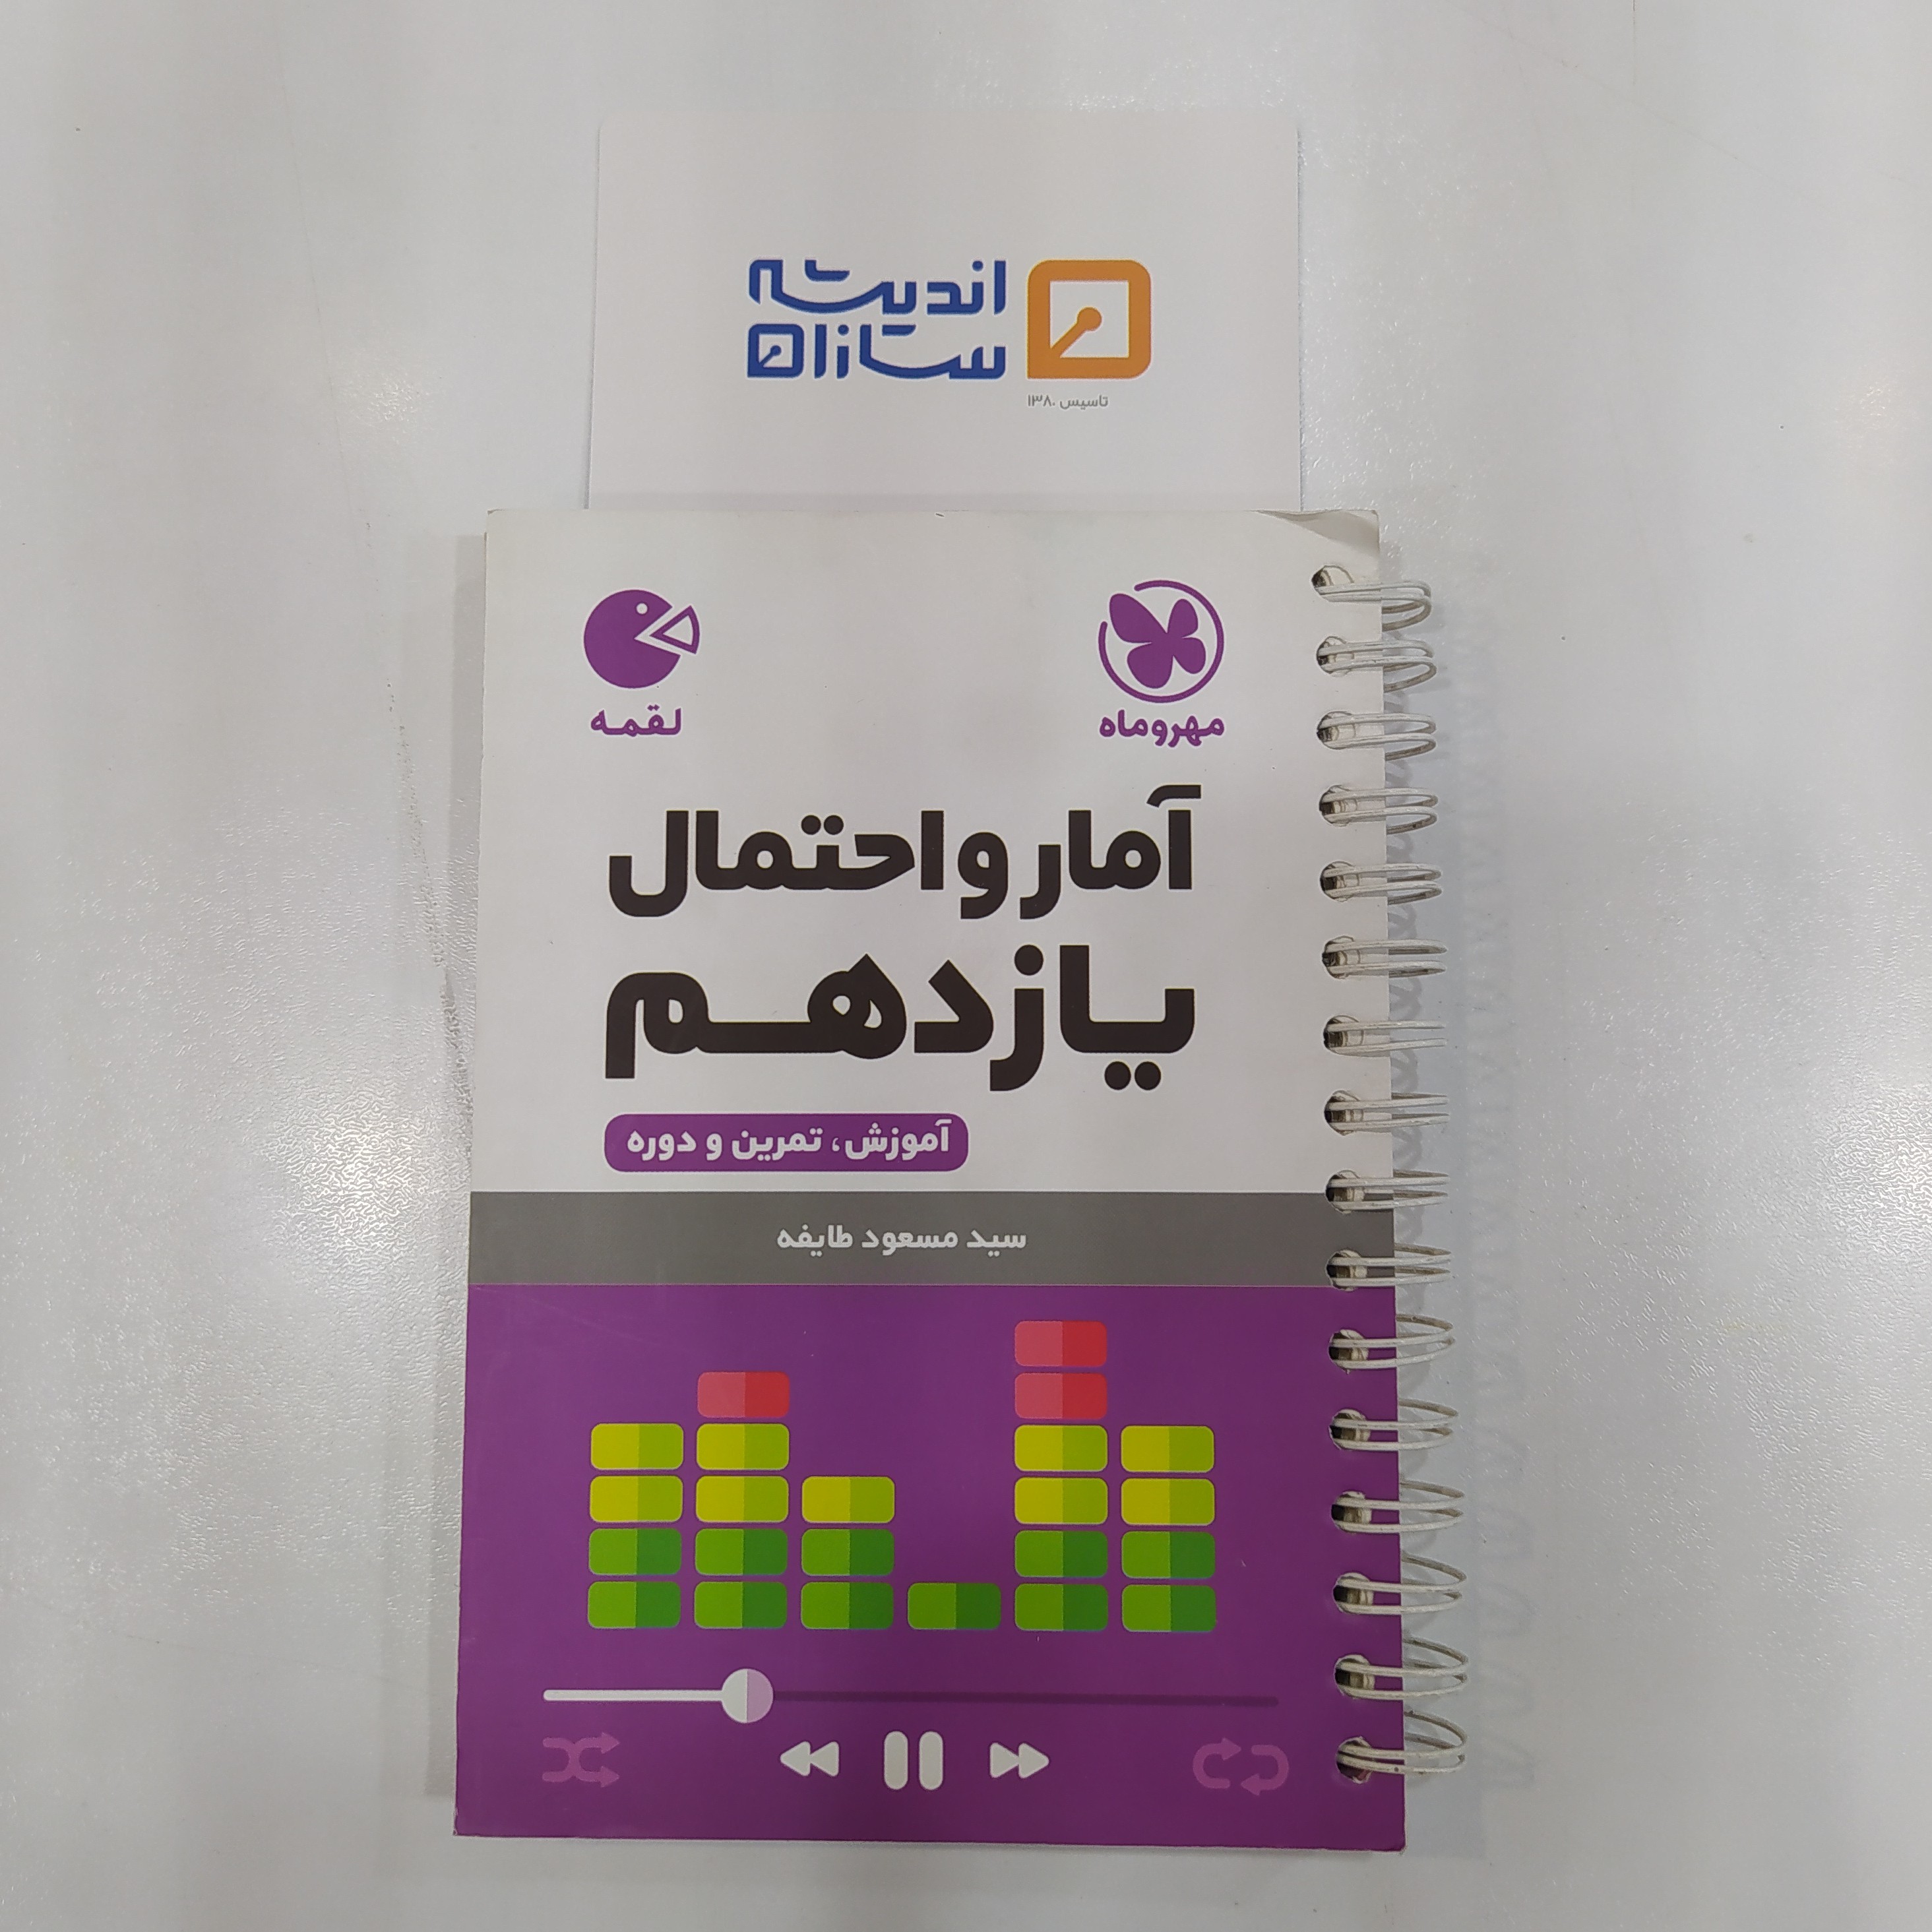 اندیشه
سازان
تاسیس ۱۳۸۰
مهروماه
لقمه
آمار و احتمال
یازدهم
آموزش، تمرین و دوره
سید مسعود طایفه